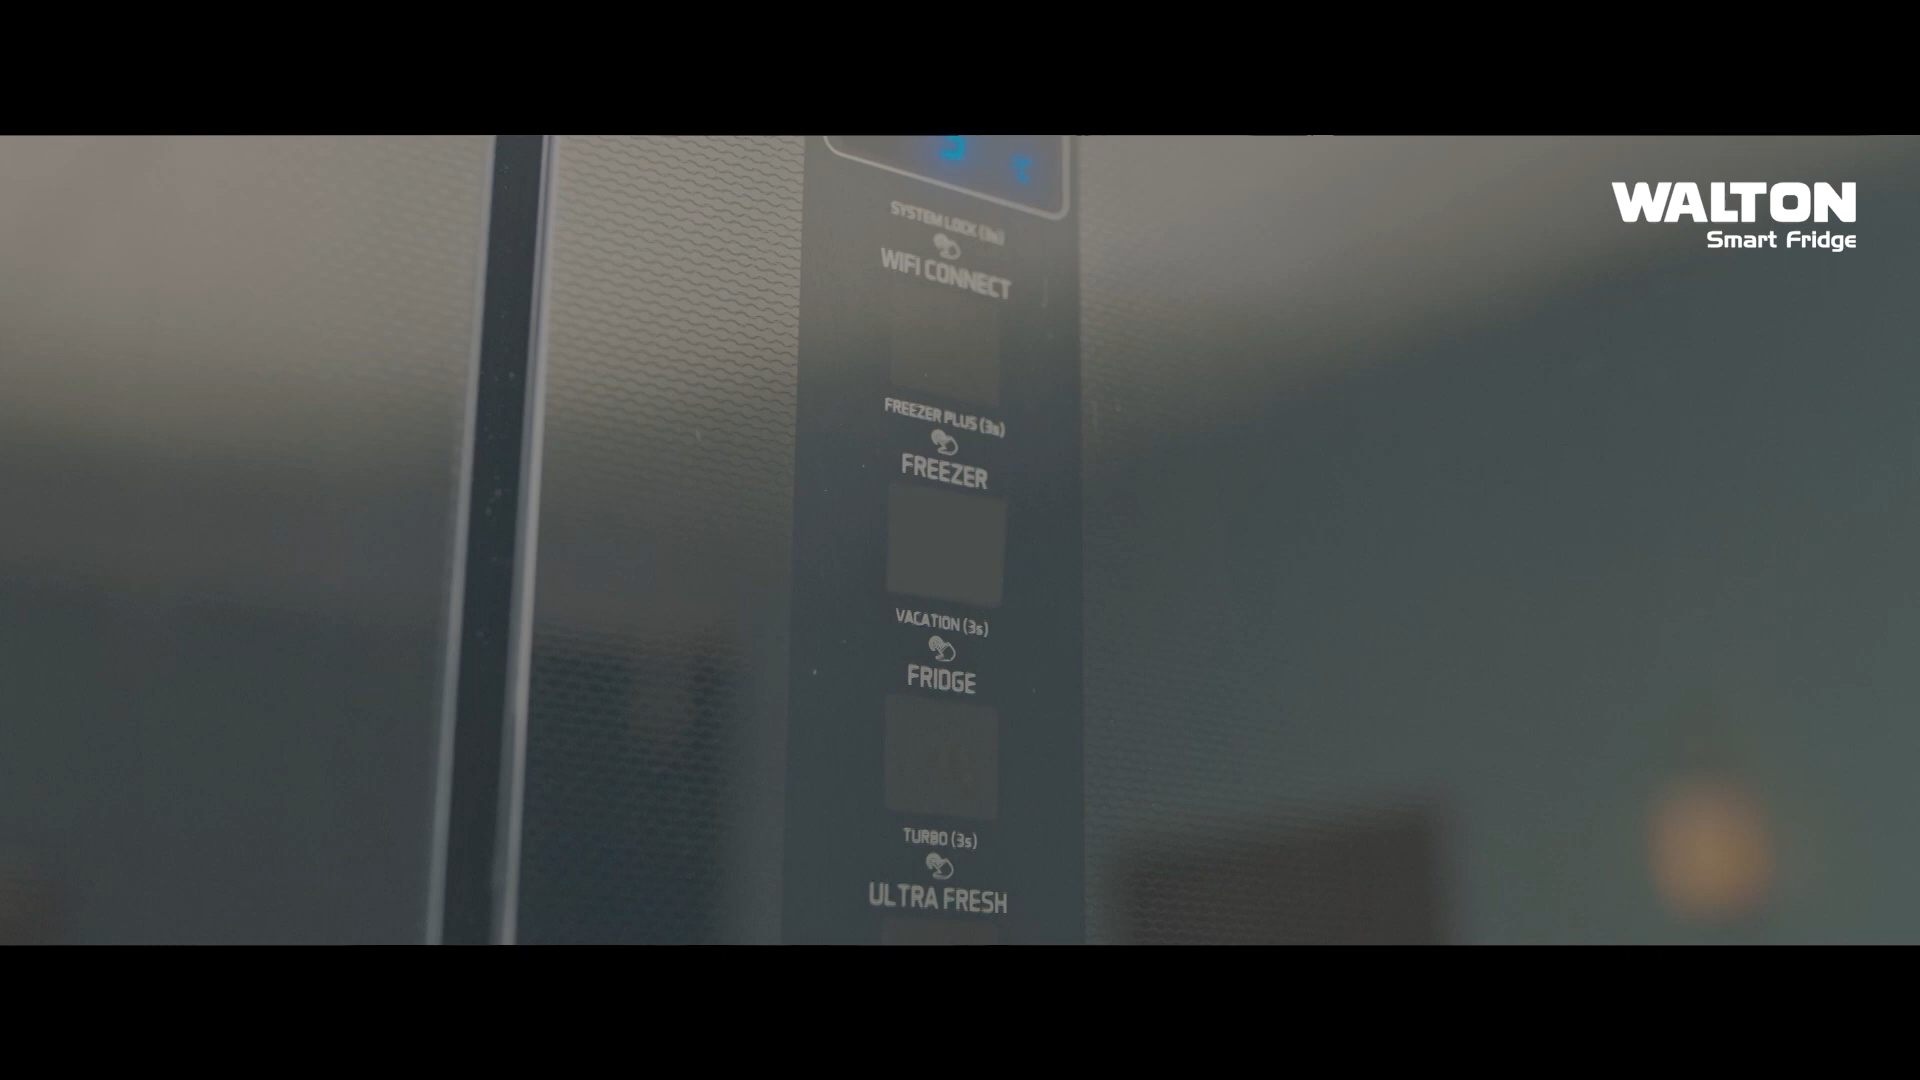 WALTON
Smart Fridge
℃
SYSTEM LOCK (3s)
WIFI CONNECT
FREEZER PLUS (3s)
FREEZER
VACATION (3s)
FRIDGE
TURBO (3s)
ULTRA FRESH